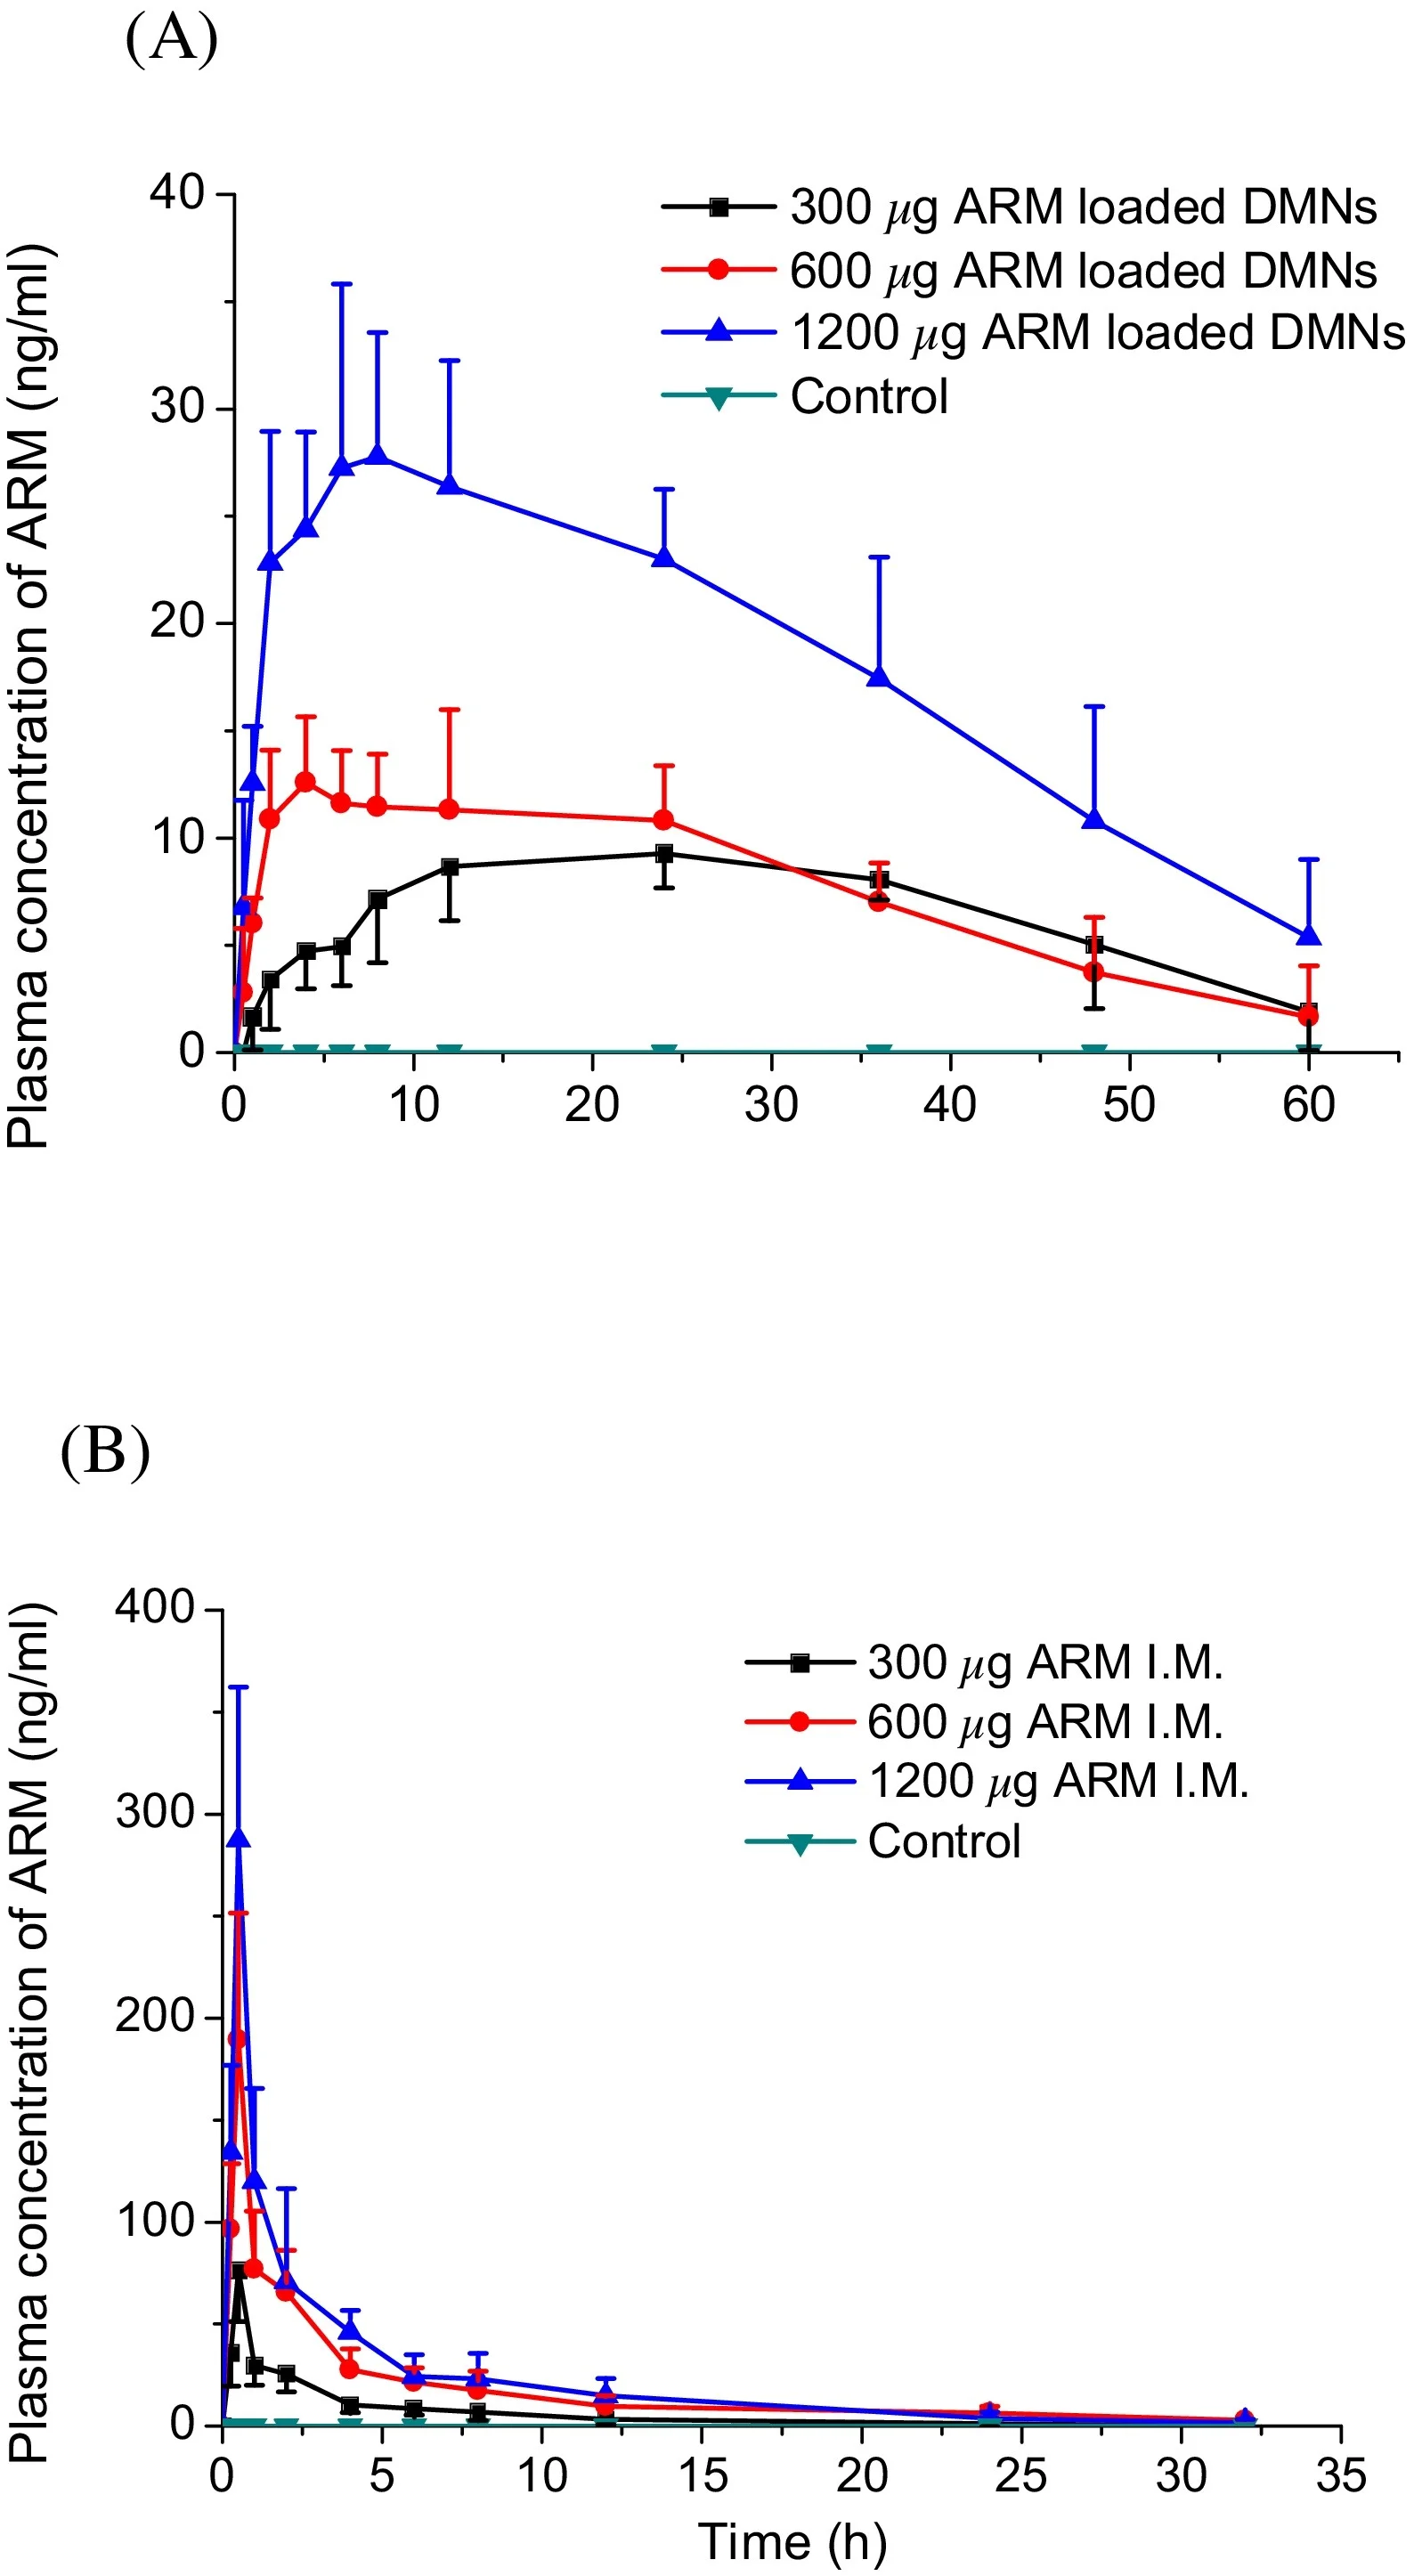 (A)
Plasma concentration of ARM (ng/ml)
40
30
20
10
0
300 µg ARM loaded DMNs
600 µg ARM loaded DMNs
1200 µg ARM loaded DMNs
Control
0 10 20 30 40 50 60
(B)
Plasma concentration of ARM (ng/ml)
400
300
200
100
0
300 µg ARM I.M.
600 µg ARM I.M.
1200 µg ARM I.M.
Control
0 5 10 15 20 25 30 35
Time (h)